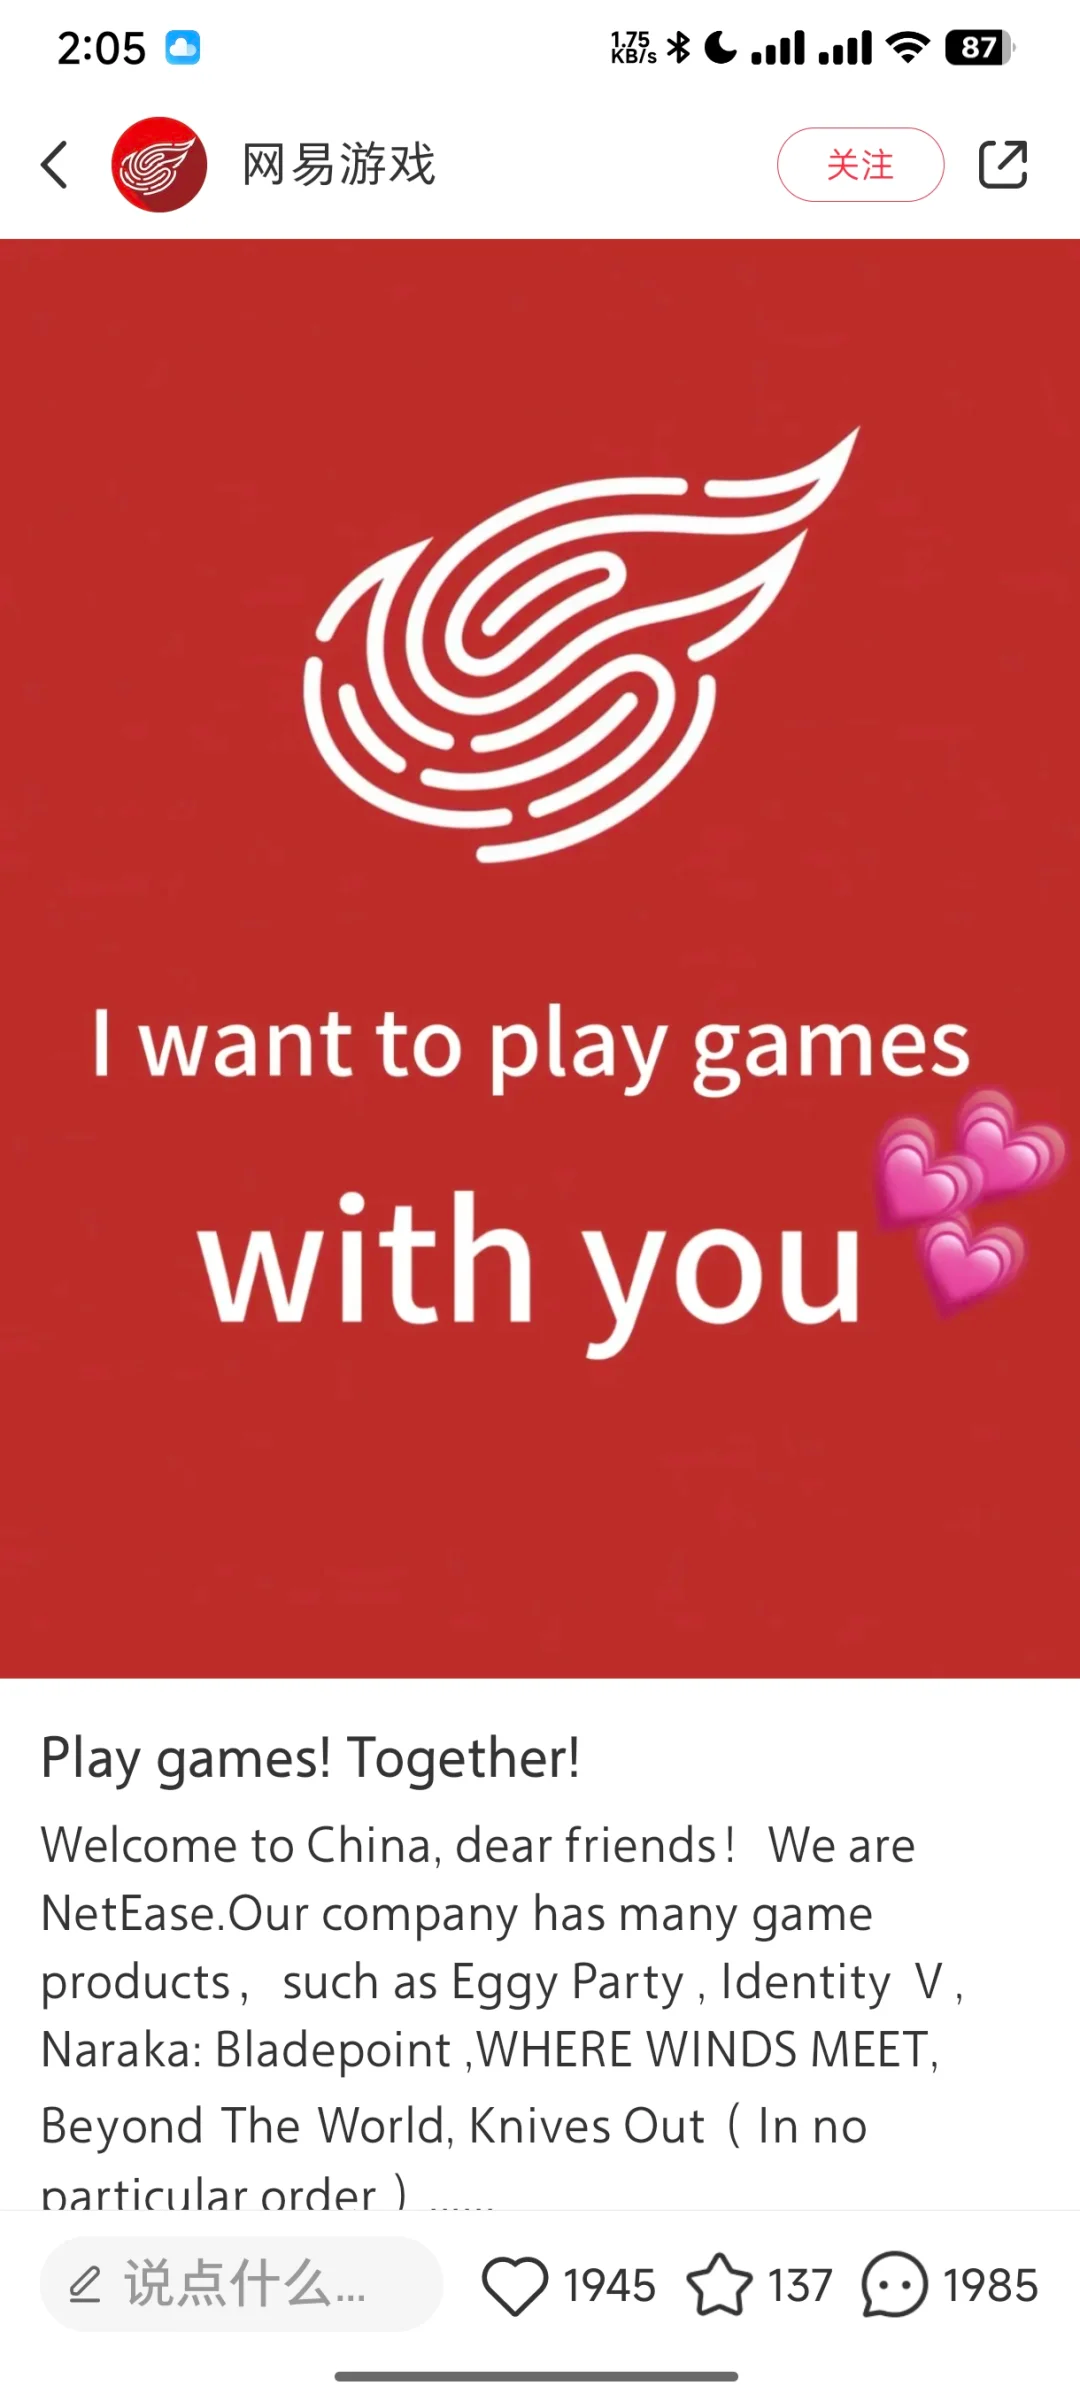 2:05
1.75
KB/s
87
网易游戏
关注
I want to play games
with you
Play games! Together!
Welcome to China, dear friends！ We are
NetEase.Our company has many game
products， such as Eggy Party , Identity Ⅴ ,
Naraka: Bladepoint ,WHERE WINDS MEET,
Beyond The World, Knives Out（ In no
particular order ）......
说点什么...
1945
137
1985